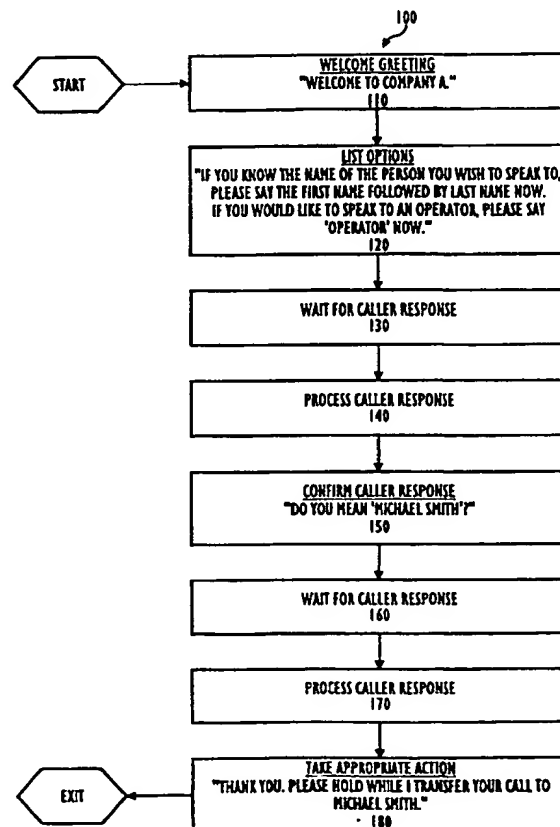 100
START
WELCOME GREETING
"WELCOME TO COMPANY A."
110
LIST OPTIONS
"IF YOU KNOW THE NAME OF THE PERSON YOU WISH TO SPEAK TO,
PLEASE SAY THE FIRST NAME FOLLOWED BY LAST NAME NOW.
IF YOU WOULD LIKE TO SPEAK TO AN OPERATOR, PLEASE SAY
'OPERATOR' NOW."
120
WAIT FOR CALLER RESPONSE
130
PROCESS CALLER RESPONSE
140
CONFIRM CALLER RESPONSE
"DO YOU MEAN 'MICHAEL SMITH'?"
150
WAIT FOR CALLER RESPONSE
160
PROCESS CALLER RESPONSE
170
TAKE APPROPRIATE ACTION
"THANK YOU. PLEASE HOLD WHILE I TRANSFER YOUR CALL TO
MICHAEL SMITH."
180
EXIT